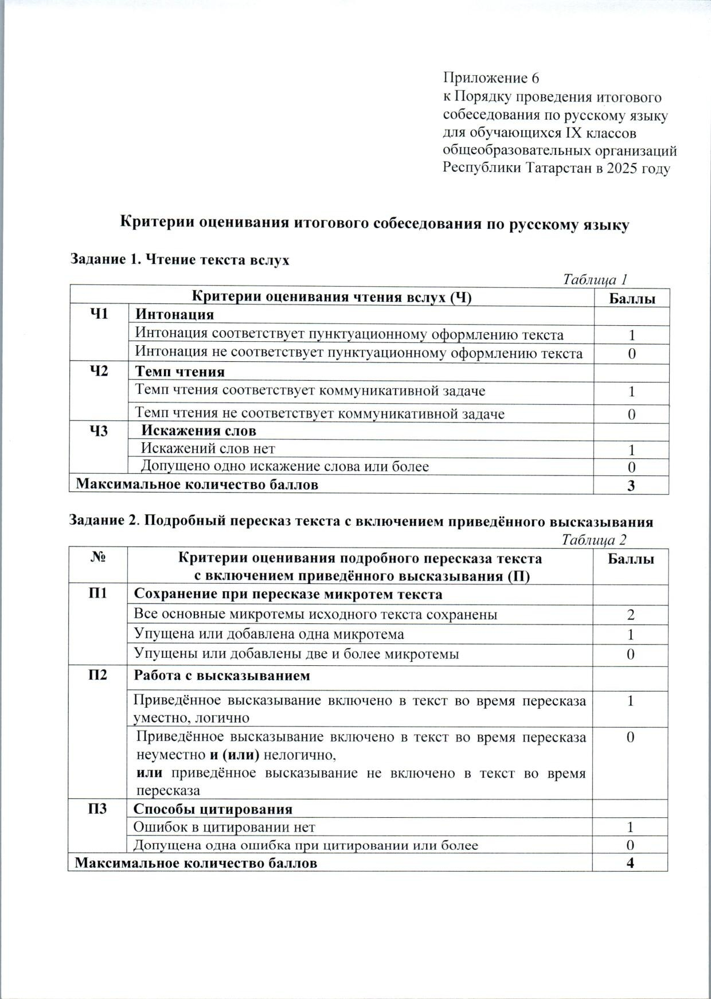 Приложение 6
к Порядку проведения итогового
собеседования по русскому языку
для обучающихся IX классов
общеобразовательных организаций
Республики Татарстан в 2025 году
Критерии оценивания итогового собеседования по русскому языку
Задание 1. Чтение текста вслух
Таблица 1
Критерии оценивания чтения вслух (Ч) Баллы
Ч1 Интонация
Интонация соответствует пунктуационному оформлению текста 1
Интонация не соответствует пунктуационному оформлению текста 0
Ч2 Темп чтения
Темп чтения соответствует коммуникативной задаче 1
Темп чтения не соответствует коммуникативной задаче 0
Ч3 Искажения слов
Искажений слов нет 1
Допущено одно искажение слова или более 0
Максимальное количество баллов 3
Задание 2. Подробный пересказ текста с включением приведённого высказывания
Таблица 2
№ Критерии оценивания подробного пересказа текста Баллы
с включением приведённого высказывания (П)
П1 Сохранение при пересказе микротем текста
Все основные микротемы исходного текста сохранены 2
Упущена или добавлена одна микротема 1
Упущены или добавлены две и более микротемы 0
П2 Работа с высказыванием
Приведённое высказывание включено в текст во время пересказа 1
уместно, логично
Приведённое высказывание включено в текст во время пересказа 0
неуместно и (или) нелогично,
или приведённое высказывание не включено в текст во время
пересказа
П3 Способы цитирования
Ошибок в цитировании нет 1
Допущена одна ошибка при цитировании или более 0
Максимальное количество баллов 4